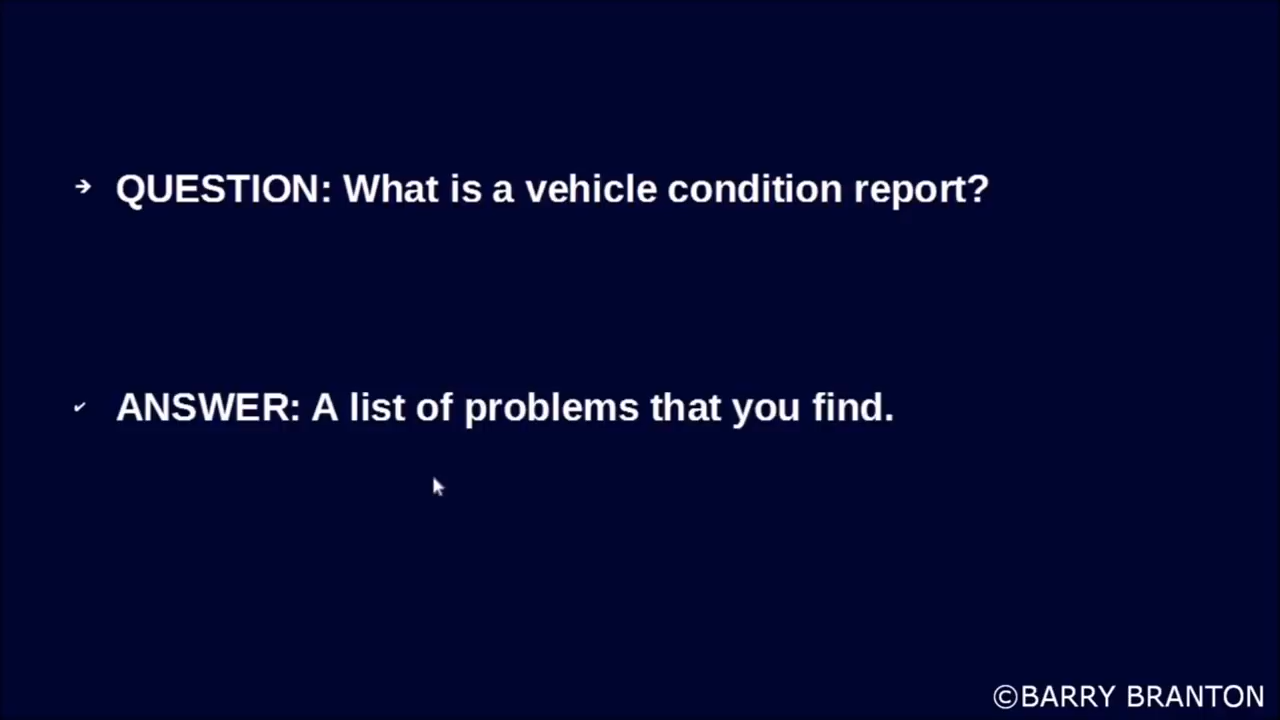 QUESTION: What is a vehicle condition report?
ANSWER: A list of problems that you find.
©BARRY BRANTON